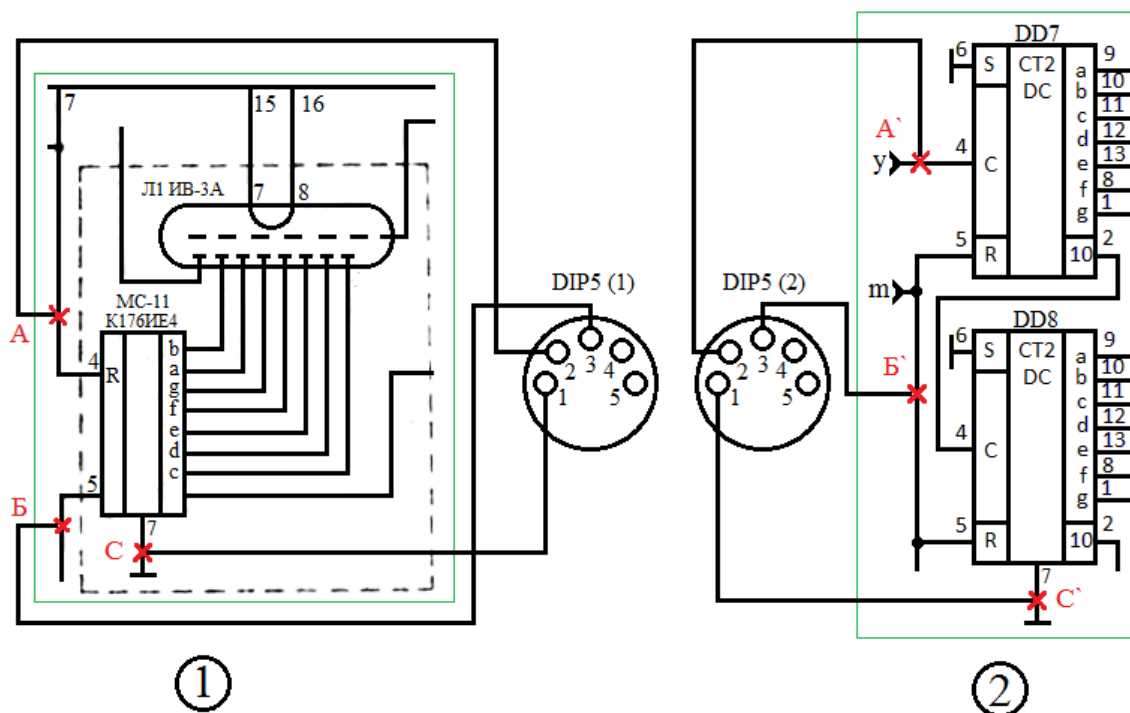 7
15
16
Л1 ИВ-3А
7
8
МС-11
К176ИЕ4
А
4
R
b
a
g
f
e
d
c
Б
5
7
С
DIP5 (1)
1
2
3
4
5
1
DIP5 (2)
1
2
3
4
5
DD7
6
S
CT2
DC
a
9
b
10
c
11
d
12
e
13
f
8
g
1
А`
y
4
C
5
R
10
2
m
DD8
6
S
CT2
DC
a
9
b
10
c
11
d
12
e
13
f
8
g
1
Б`
4
C
5
R
10
2
7
С`
2